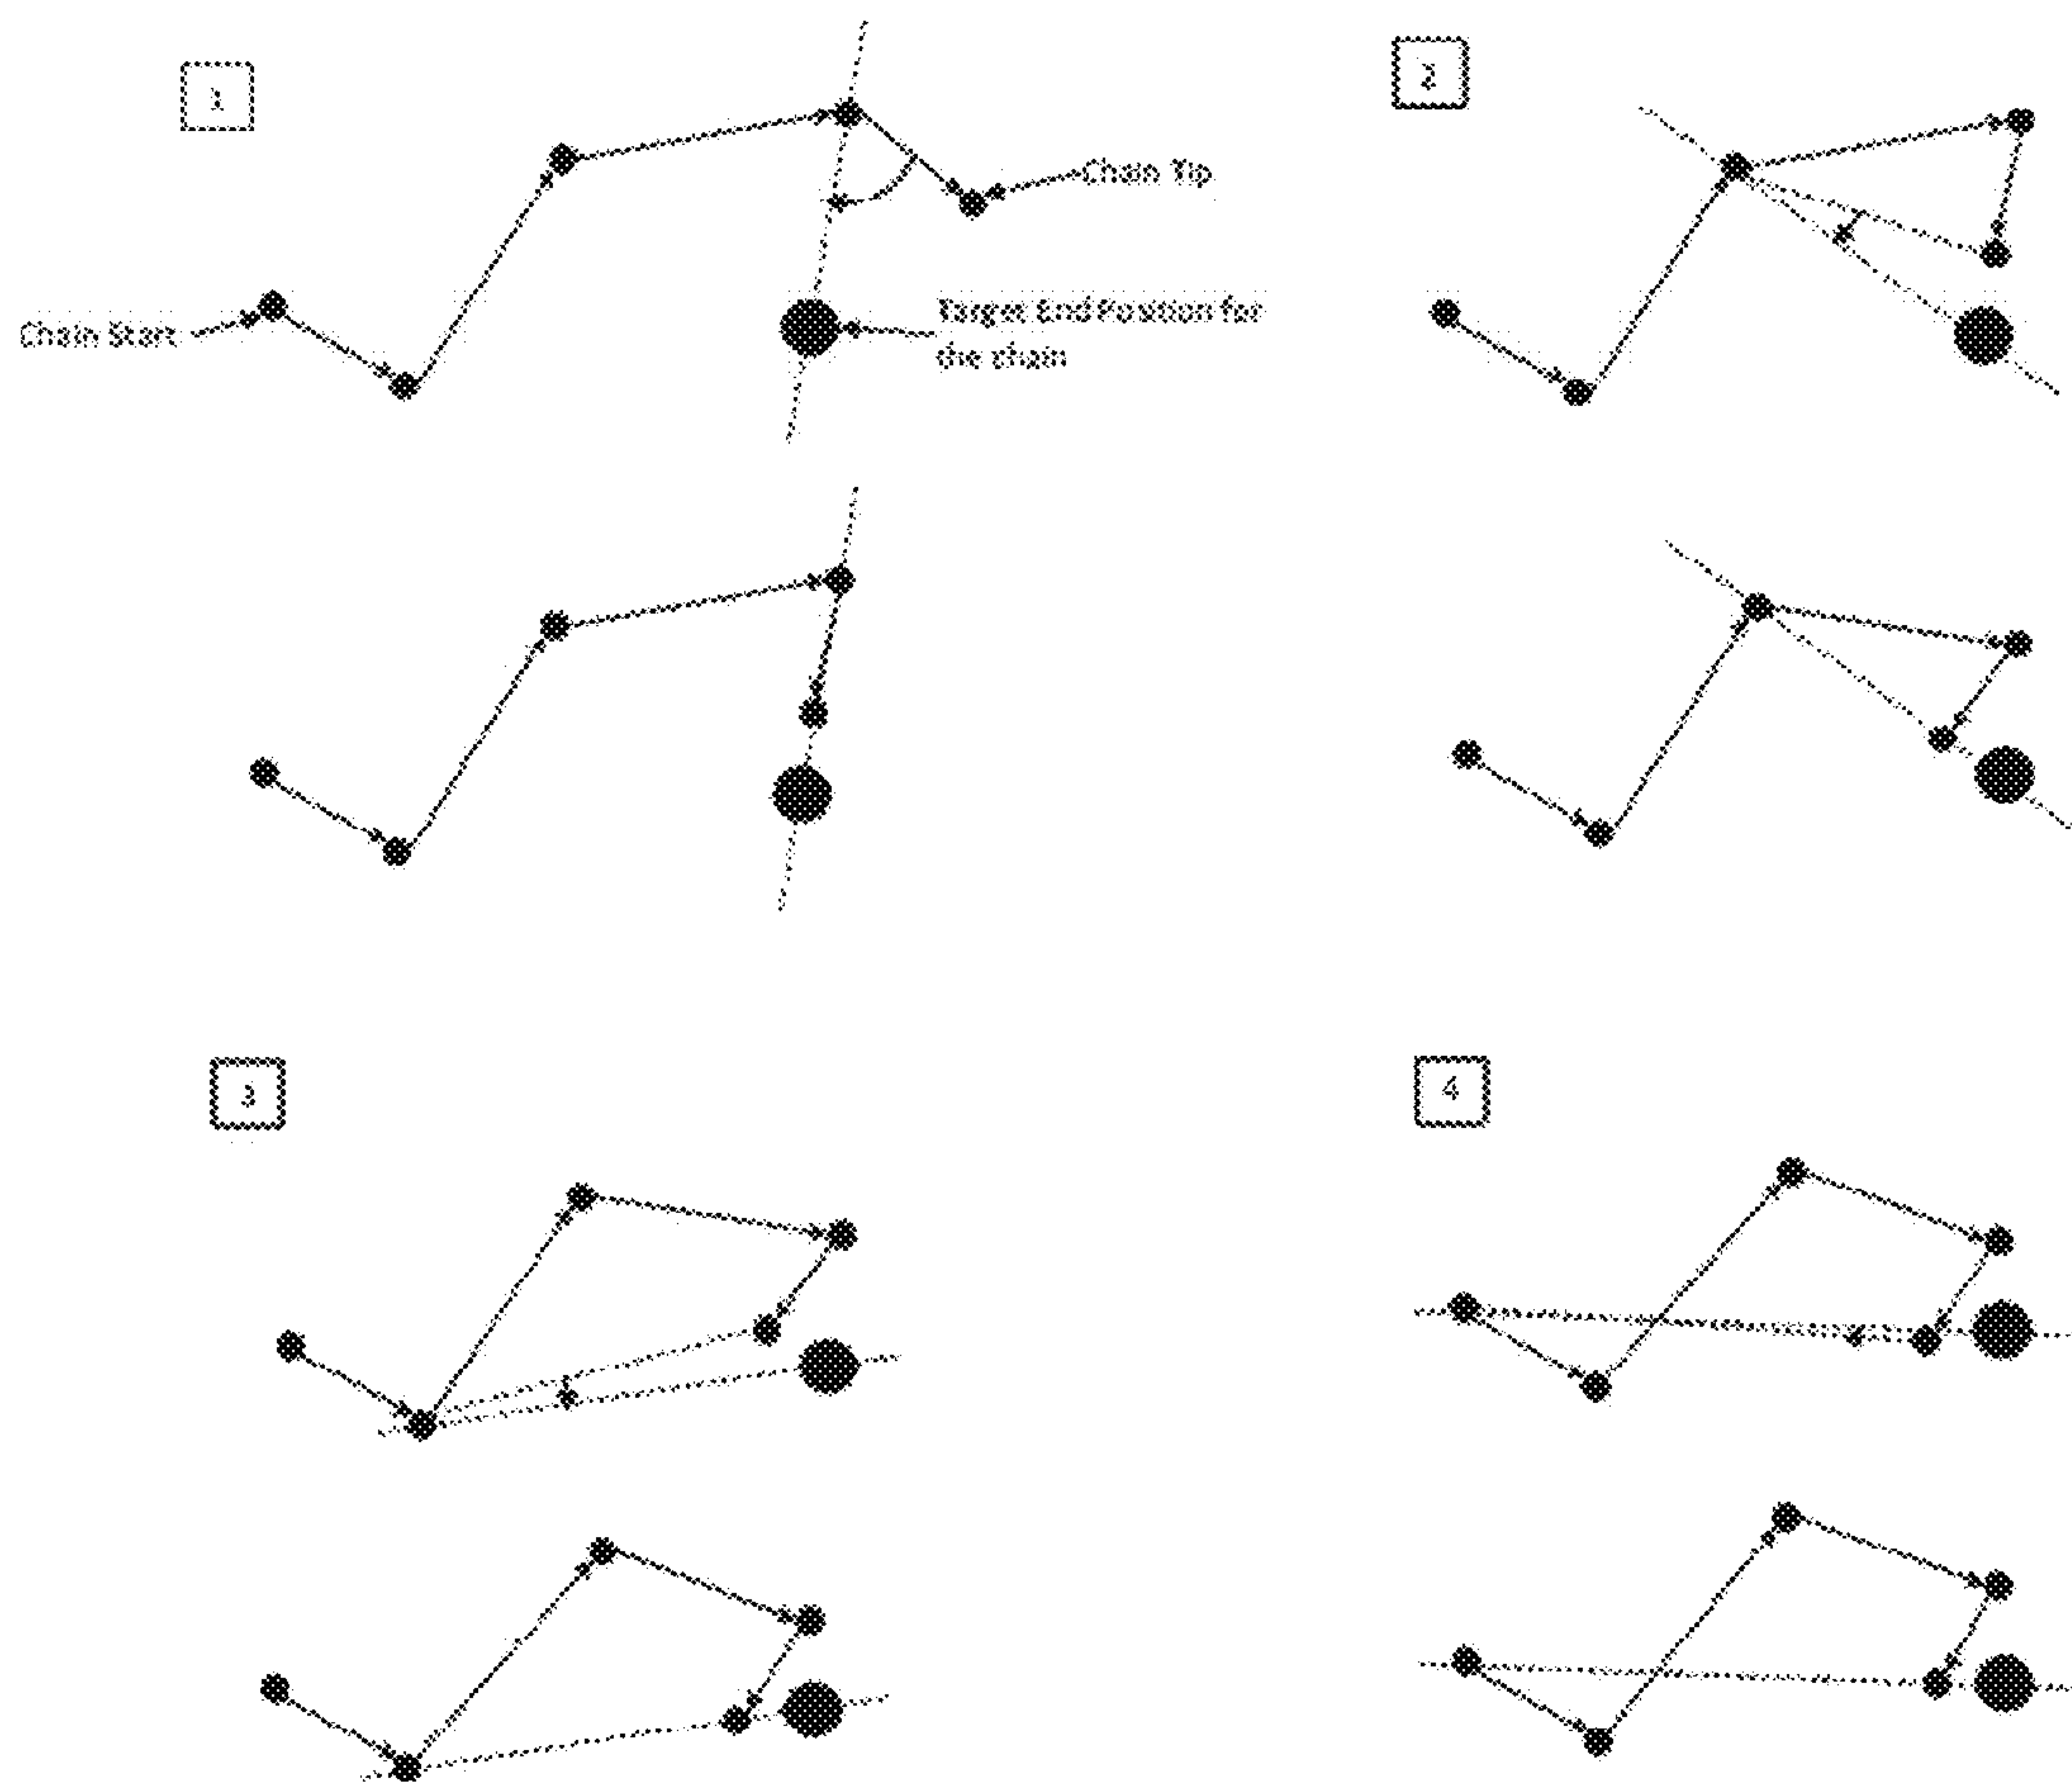 1
2
Chain Tip
Chain Start
Target End Position for
the chain
3
4